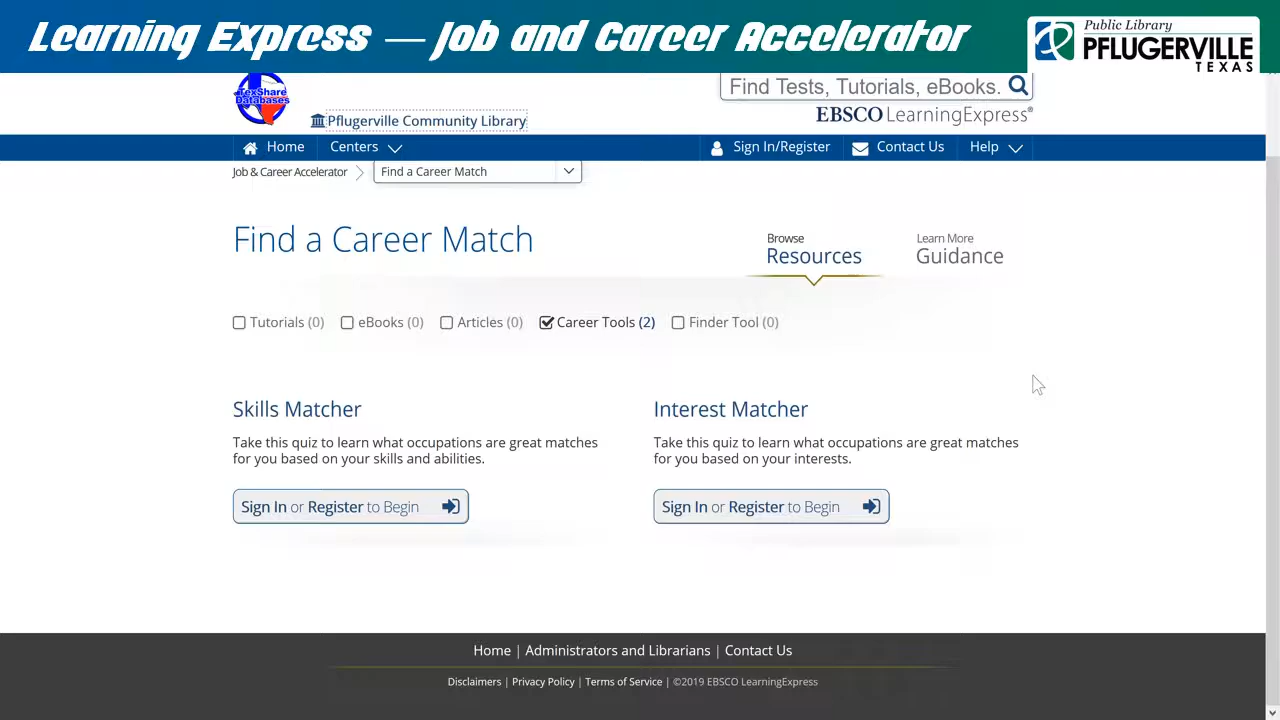 Learning Express — Job and Career Accelerator
Public Library
PFLUGERVILLE
TEXAS
TexShare
Databases
Pflugerville Community Library
Find Tests, Tutorials, eBooks.
EBSCO LearningExpress®
Home Centers Sign In/Register Contact Us Help
Job & Career Accelerator Find a Career Match
Find a Career Match
Browse
Resources
Learn More
Guidance
Tutorials (0) eBooks (0) Articles (0) Career Tools (2) Finder Tool (0)
Skills Matcher
Take this quiz to learn what occupations are great matches
for you based on your skills and abilities.
Sign In or Register to Begin
Interest Matcher
Take this quiz to learn what occupations are great matches
for you based on your interests.
Sign In or Register to Begin
Home | Administrators and Librarians | Contact Us
Disclaimers | Privacy Policy | Terms of Service | ©2019 EBSCO LearningExpress